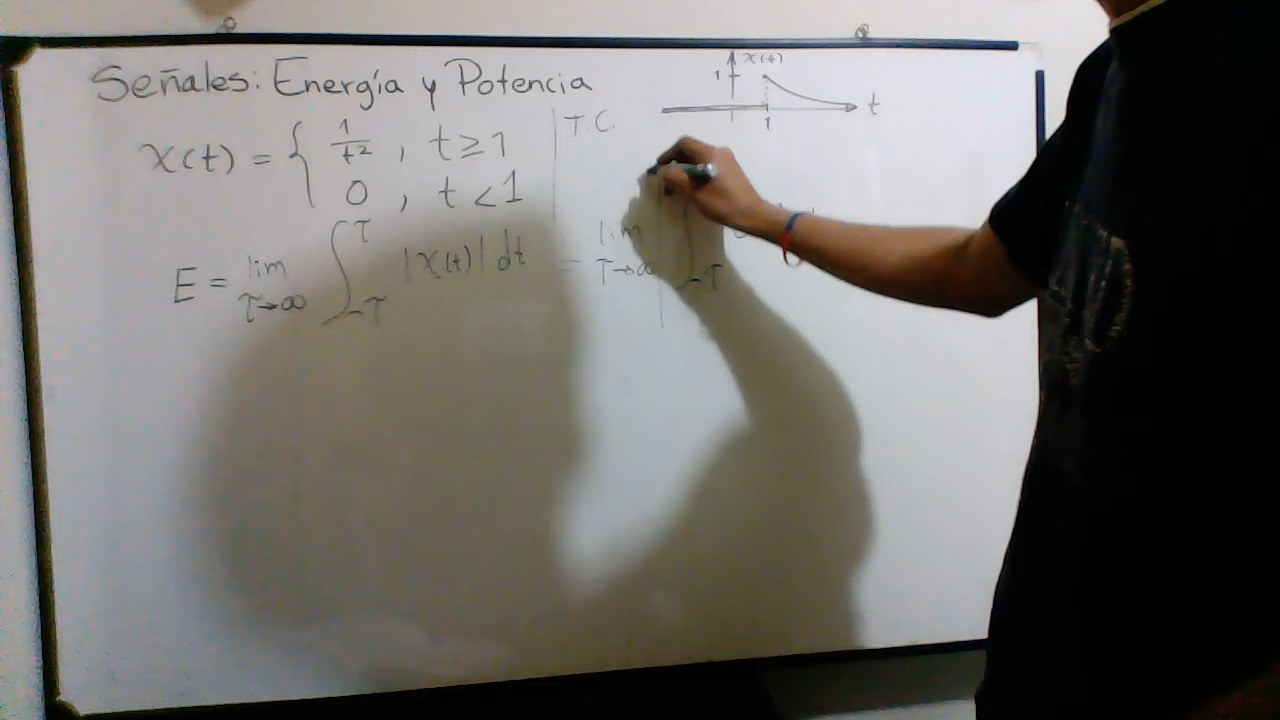 Señales: Energía y Potencia
x(t)
1
t
1
x(t) = { 1/t² , t ≥ 1
0 , t < 1
T C.
E = lim T→∞ ∫_-T^T |x(t)| dt = lim T→∞ ∫_-T